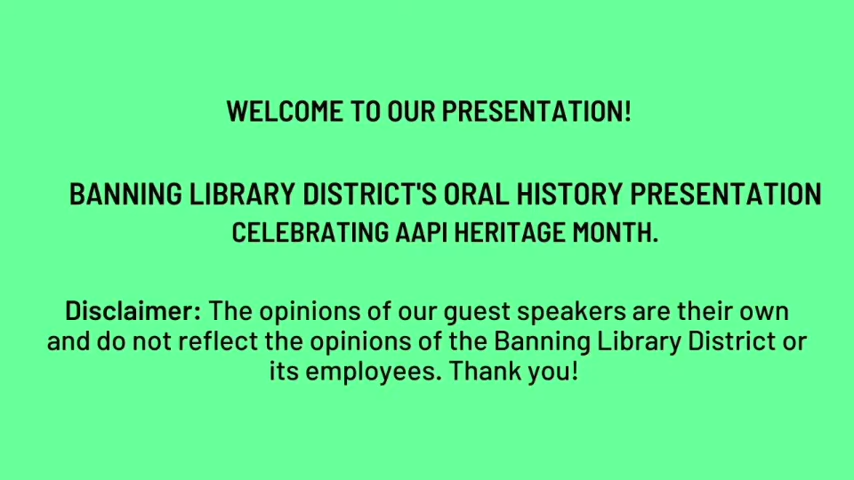 WELCOME TO OUR PRESENTATION!
BANNING LIBRARY DISTRICT'S ORAL HISTORY PRESENTATION
CELEBRATING AAPI HERITAGE MONTH.
Disclaimer: The opinions of our guest speakers are their own
and do not reflect the opinions of the Banning Library District or
its employees. Thank you!